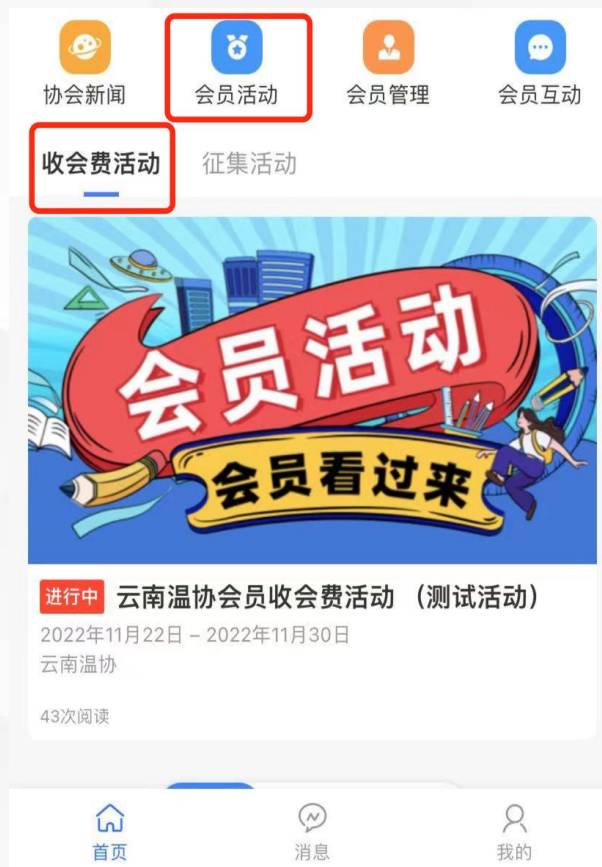 协会新闻 会员活动 会员管理 会员互动
收会费活动 征集活动
会员活动
会员看过来
进行中 云南温协会员收会费活动 （测试活动）
2022年11月22日 – 2022年11月30日
云南温协
43次阅读
首页 消息 我的